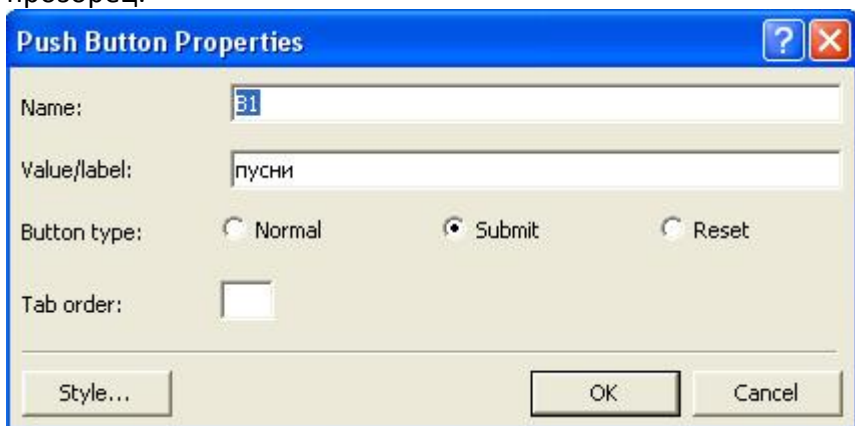 прозорец.
Push Button Properties
Name: B1
Value/label: пусни
Button type: Normal Submit Reset
Tab order:
Style... OK Cancel